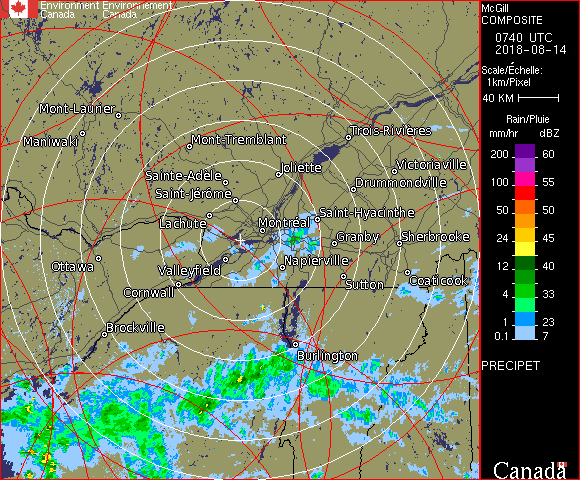 Environment Environnement
Canada Canada
McGill
COMPOSITE
0740 UTC
2018-08-14
Scale/Échelle:
1km/Pixel
40 KM
Rain/Pluie
mm/hr dBZ
200 60
100 55
50 50
24 45
12 40
4 33
1 23
0.1 7
PRECIPET
Canada
Mont-Laurier
Maniwaki
Mont-Tremblant
Trois-Rivières
Joliette
Victoriaville
Sainte-Adèle
Drummondville
Saint-Jérôme
Lachute
Montréal
Saint-Hyacinthe
Granby
Sherbrooke
Ottawa
Valleyfield
Napierville
Cornwall
Sutton
Coaticook
Brockville
Burlington